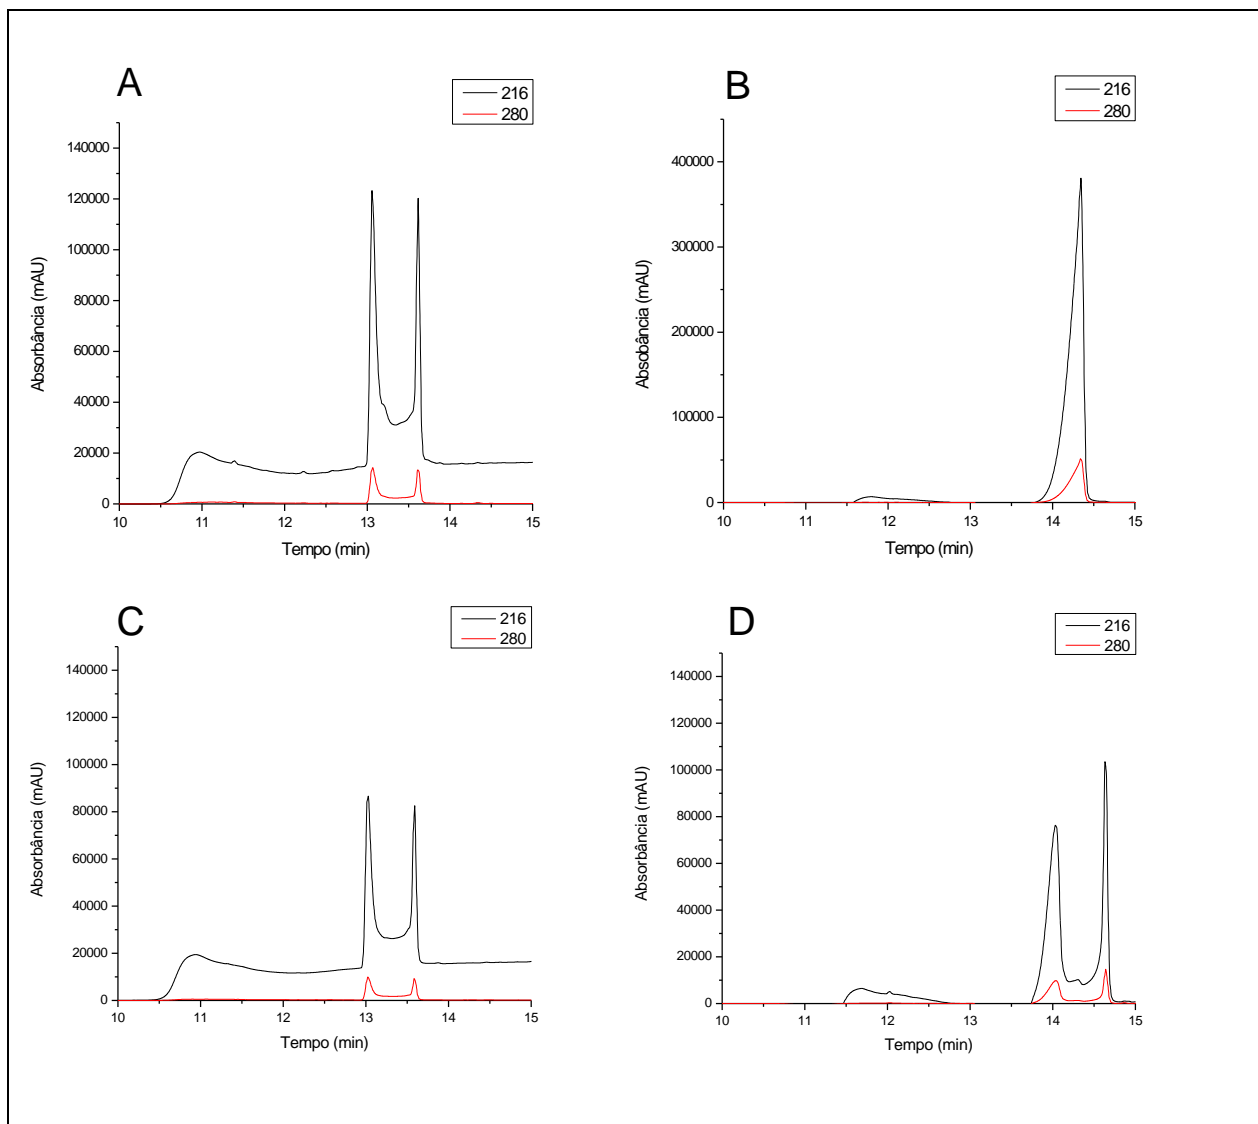 A
216
280
140000
120000
100000
80000
60000
40000
20000
0
10 11 12 13 14 15
Absorbância (mAU)
Tempo (min)
B
216
280
400000
300000
200000
100000
0
10 11 12 13 14 15
Absobância (mAU)
Tempo (min)
C
216
280
140000
120000
100000
80000
60000
40000
20000
0
10 11 12 13 14 15
Absorbância (mAU)
Tempo (min)
D
216
280
140000
120000
100000
80000
60000
40000
20000
0
10 11 12 13 14 15
Absorbância (mAU)
Tempo (min)